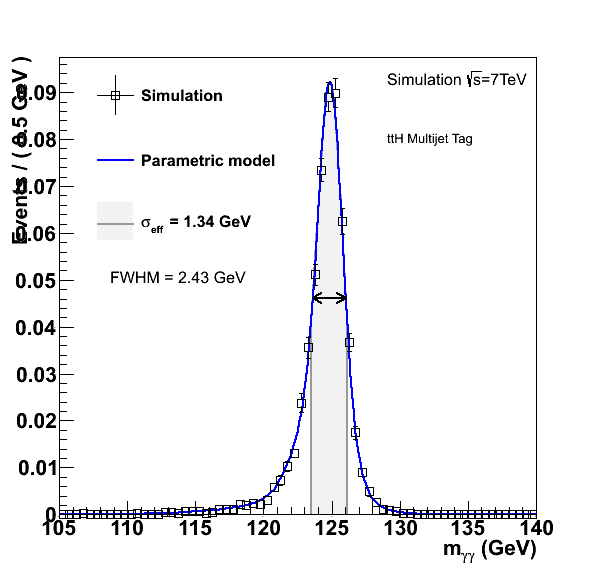 Events / ( 0.5 GeV )
Simulation
Parametric model
σeff = 1.34 GeV
FWHM = 2.43 GeV
Simulation √s=7TeV
ttH Multijet Tag
0.09
0.08
0.07
0.06
0.05
0.04
0.03
0.02
0.01
0
105 110 115 120 125 130 135 140
mγγ (GeV)